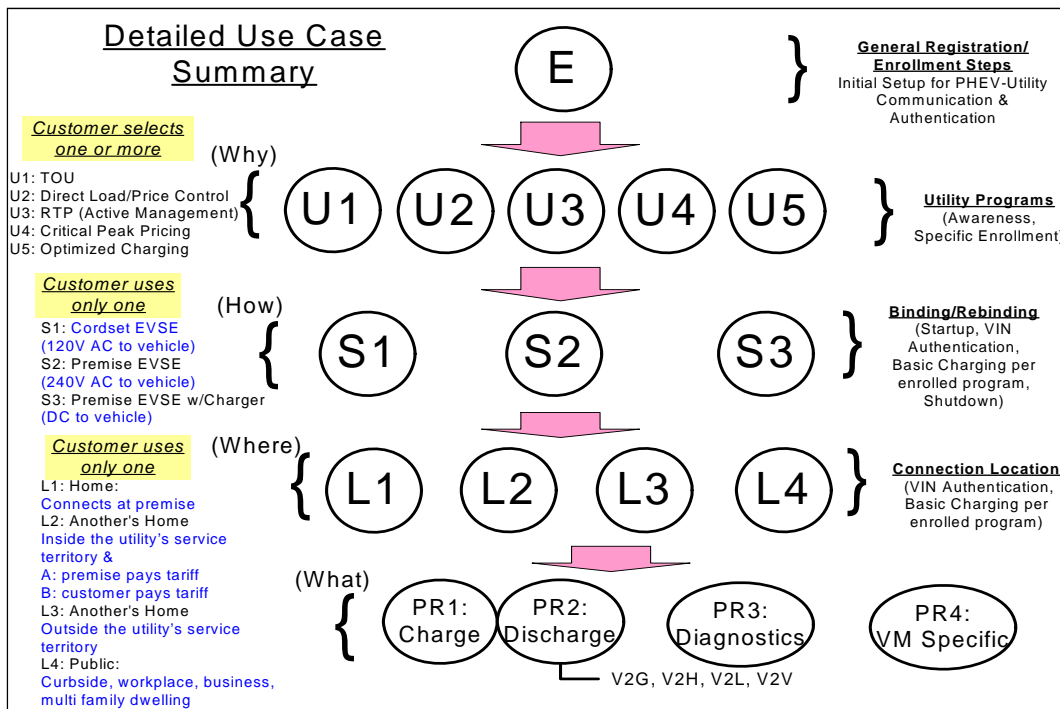 Detailed Use Case
Summary
E
General Registration/
Enrollment Steps
Initial Setup for PHEV-Utility
Communication &
Authentication
Customer selects
one or more
(Why)
U1: TOU
U2: Direct Load/Price Control
U3: RTP (Active Management)
U4: Critical Peak Pricing
U5: Optimized Charging
U1 U2 U3 U4 U5
Utility Programs
(Awareness,
Specific Enrollment)
Customer uses
only one
(How)
S1: Cordset EVSE
(120V AC to vehicle)
S2: Premise EVSE
(240V AC to vehicle)
S3: Premise EVSE w/Charger
(DC to vehicle)
S1 S2 S3
Binding/Rebinding
(Startup, VIN
Authentication,
Basic Charging per
enrolled program,
Shutdown)
Customer uses
only one
(Where)
L1: Home:
Connects at premise
L2: Another's Home
Inside the utility's service
territory &
A: premise pays tariff
B: customer pays tariff
L3: Another's Home
Outside the utility's service
territory
L4: Public:
Curbside, workplace, business,
multi family dwelling
L1 L2 L3 L4
Connection Location
(VIN Authentication,
Basic Charging per
enrolled program)
(What)
PR1:
Charge
PR2:
Discharge
PR3:
Diagnostics
PR4:
VM Specific
V2G, V2H, V2L, V2V